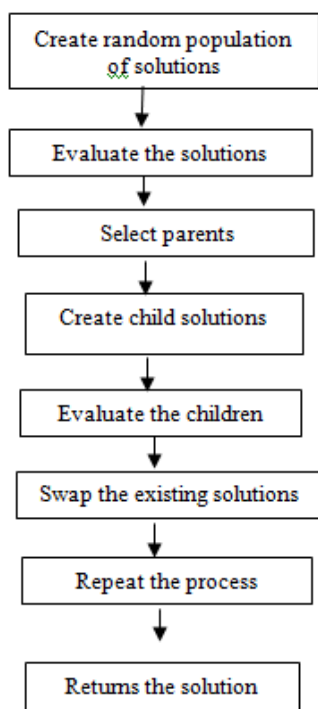 Create random population
of solutions
Evaluate the solutions
Select parents
Create child solutions
Evaluate the children
Swap the existing solutions
Repeat the process
Returns the solution